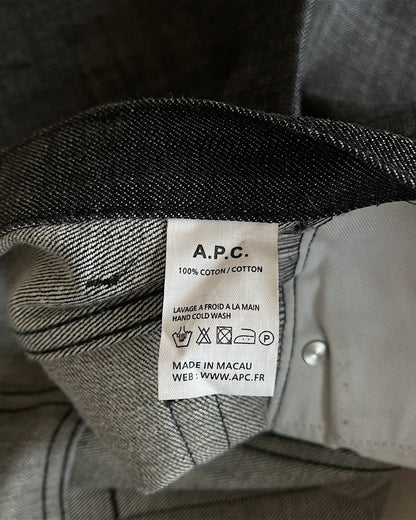 A.P.C.
100% COTON / COTTON
LAVAGE A FROID A LA MAIN
HAND COLD WASH
P
MADE IN MACAU
WEB : WWW.APC.FR